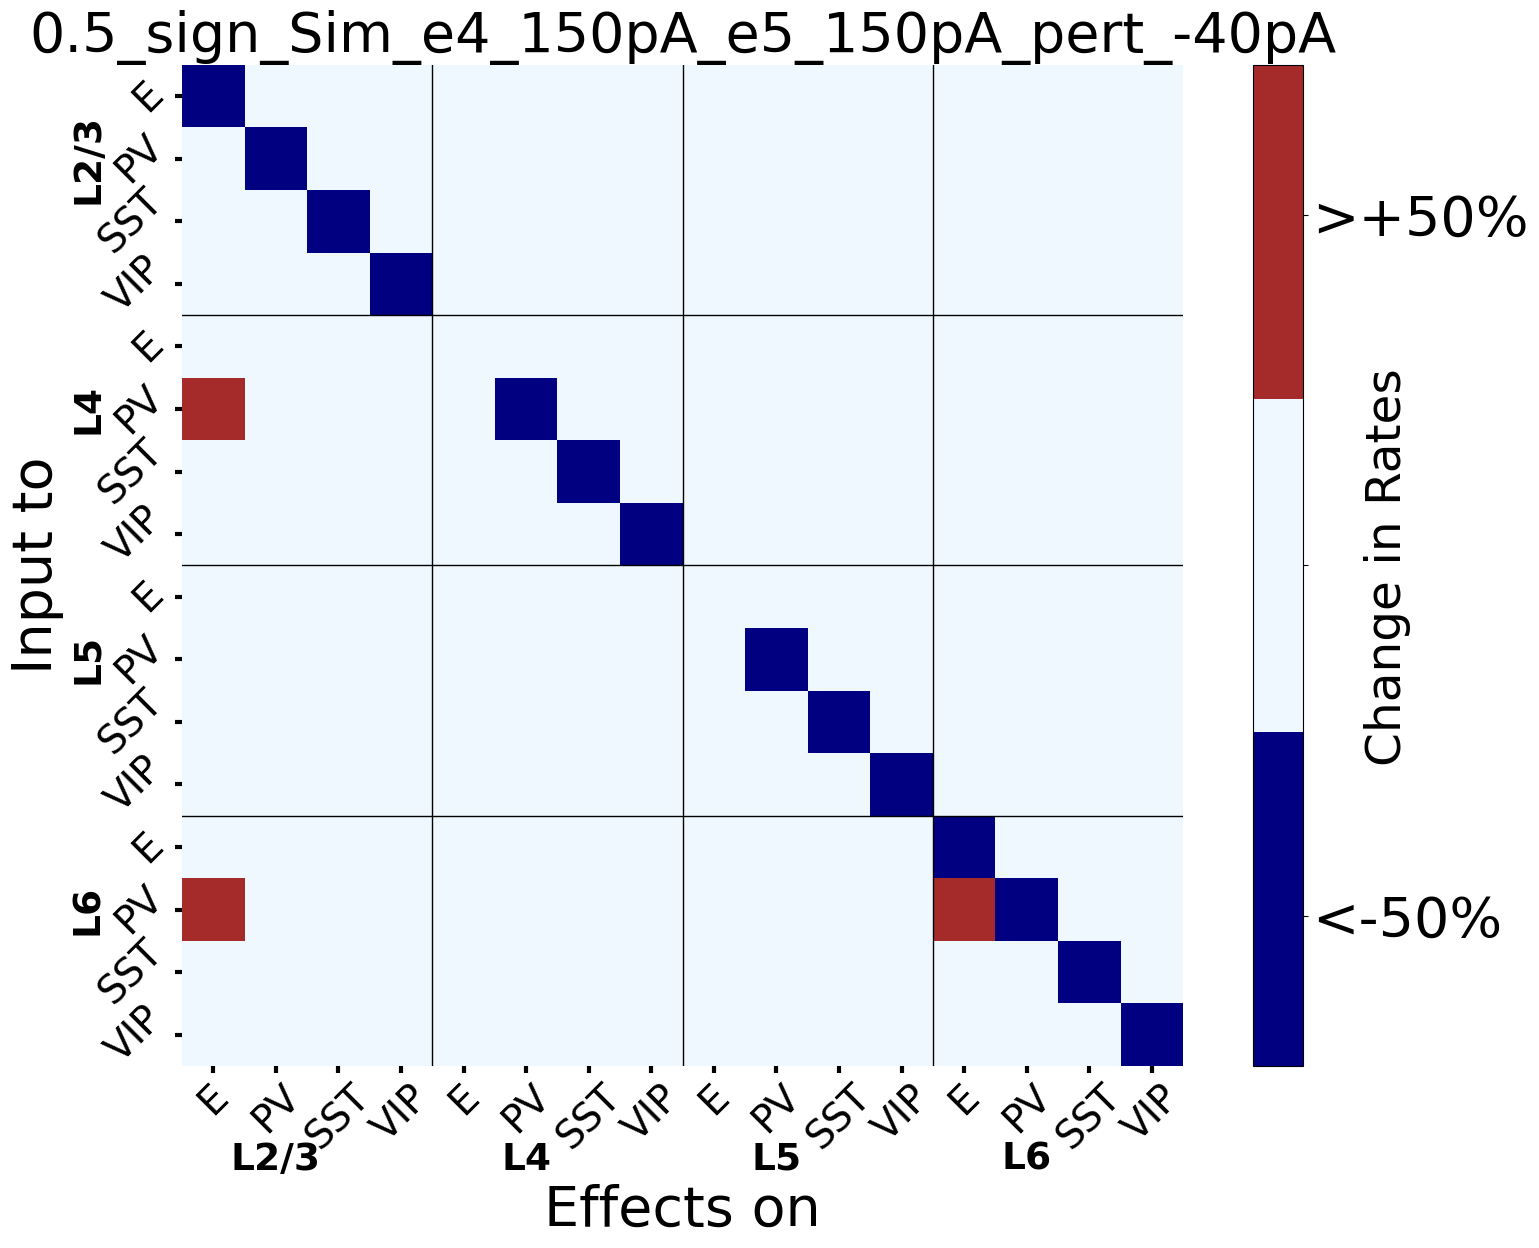 0.5_sign_Sim_e4_150pA_e5_150pA_pert_-40pA
Input to
L2/3
E
PV
SST
VIP
L4
E
PV
SST
VIP
L5
E
PV
SST
VIP
L6
E
PV
SST
VIP
E
PV
SST
VIP
E
PV
SST
VIP
E
PV
SST
VIP
E
PV
SST
VIP
L2/3
L4
L5
L6
Effects on
>+50%
<-50%
Change in Rates